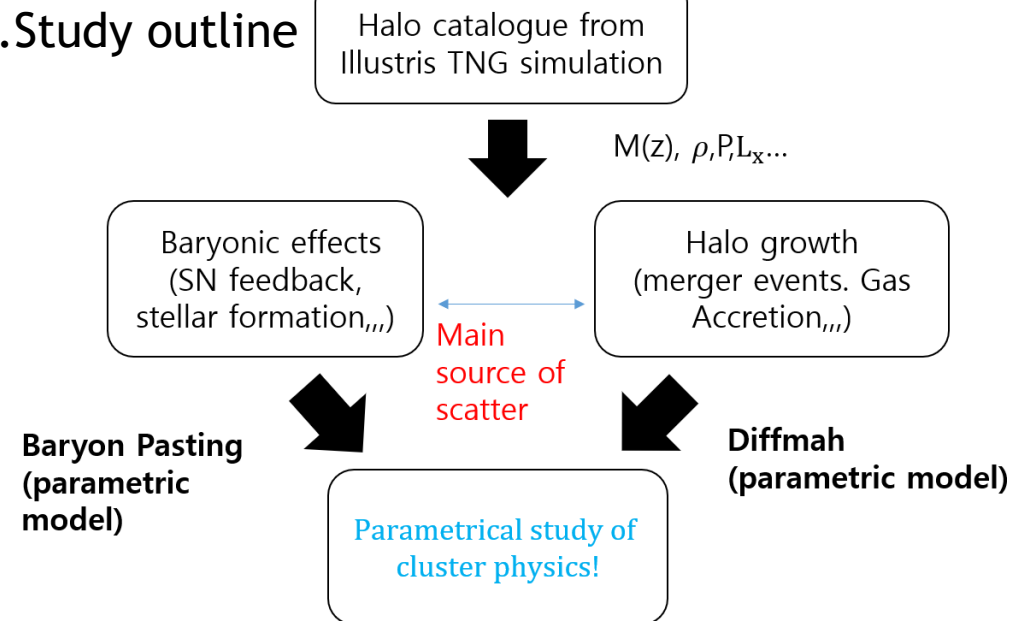 .Study outline
Halo catalogue from
Illustris TNG simulation
M(z), ρ,P,Lₓ...
Baryonic effects
(SN feedback,
stellar formation,,,)
Halo growth
(merger events. Gas
Accretion,,,)
Main
source of
scatter
Baryon Pasting
(parametric
model)
Diffmah
(parametric model)
Parametrical study of
cluster physics!